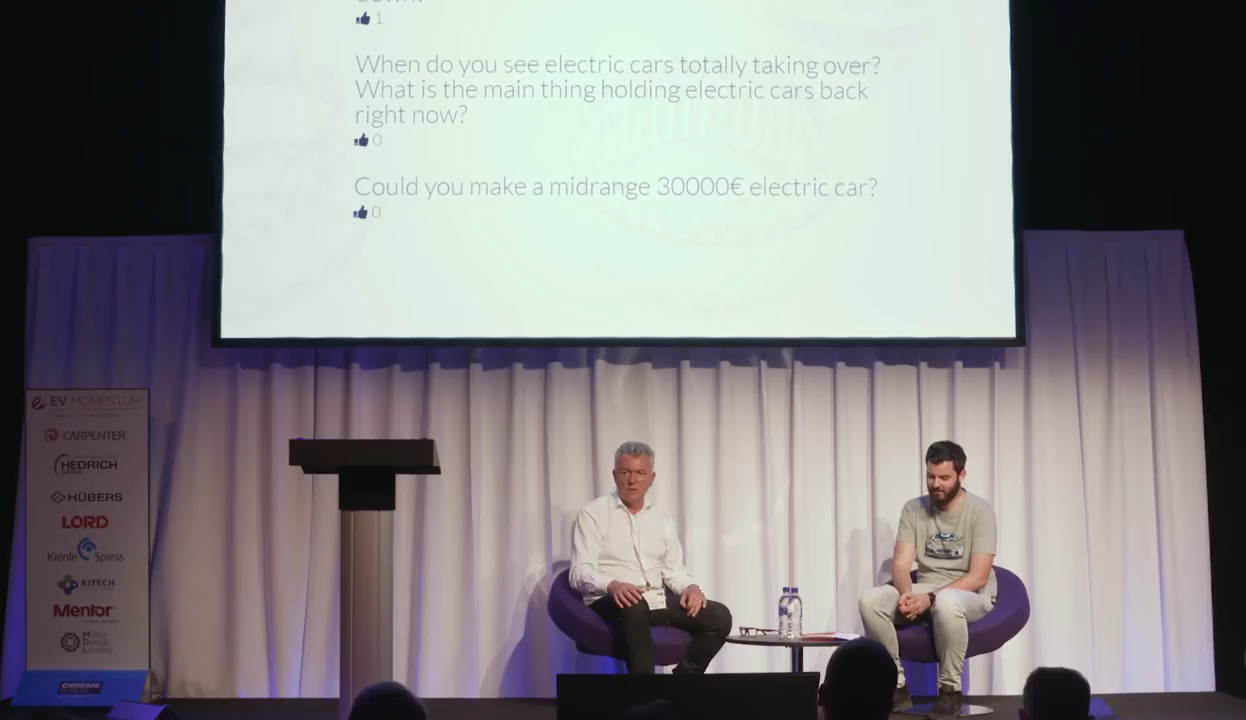 1
When do you see electric cars totally taking over?
What is the main thing holding electric cars back
right now?
0
Could you make a midrange 30000€ electric car?
0
EV MOMENTUM
CARPENTER
HEDRICH
HÜBERS
LORD
Kienle Spiess
KITECH
Mentor
Motor
Design
Limited
CWIEME